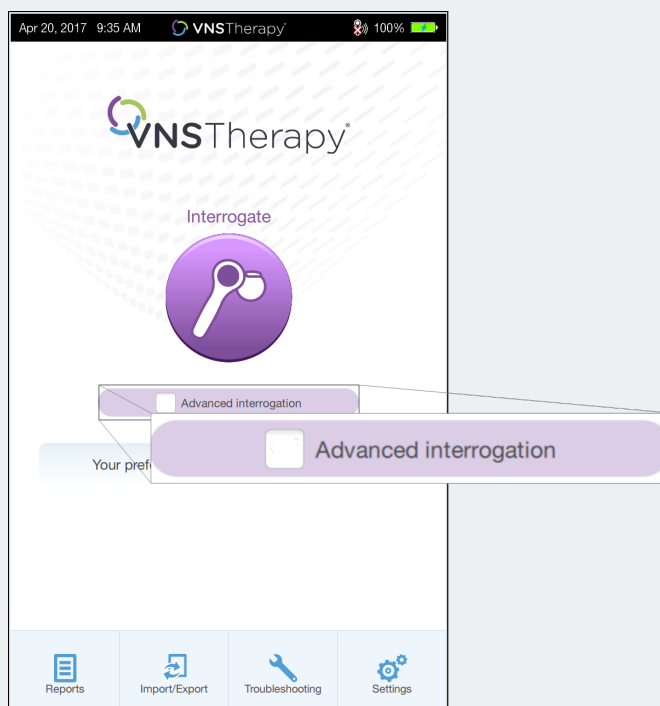 Apr 20, 2017 9:35 AM VNSTherapy 100%
VNSTherapy®
Interrogate
Advanced interrogation
Advanced interrogation
Your pref
Reports Import/Export Troubleshooting Settings